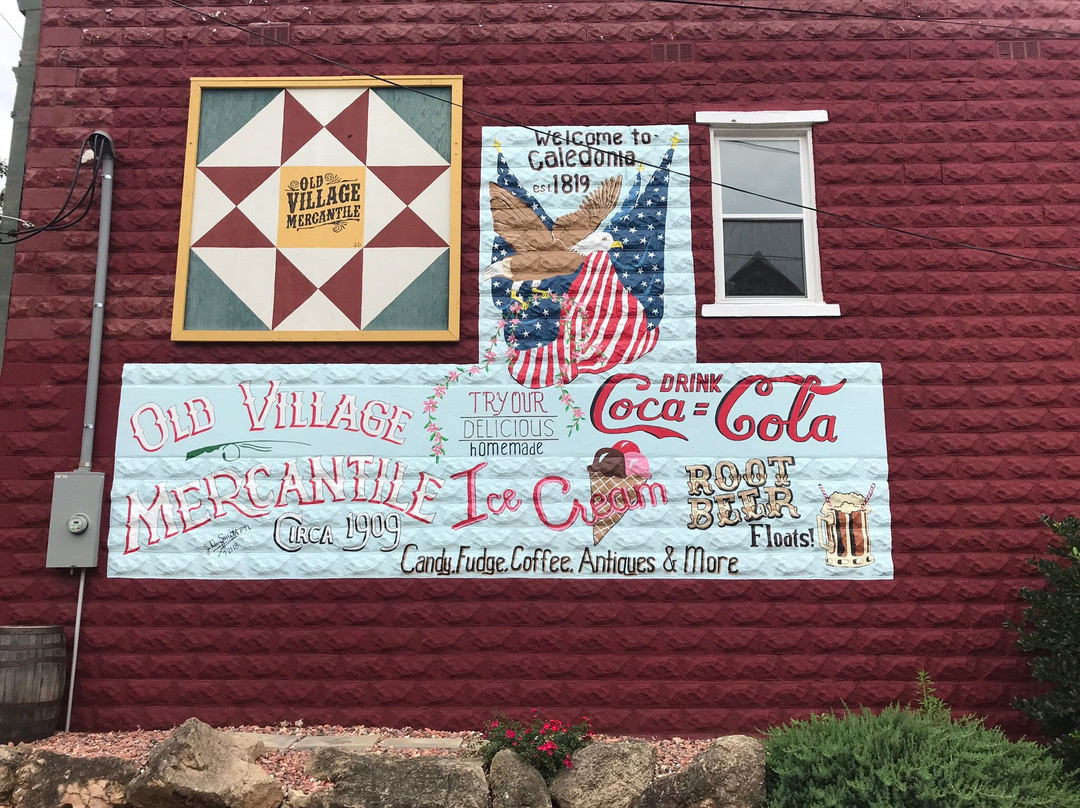 OLD
VILLAGE
MERCANTILE
JD
Welcome to
Caledonia
est 1819
OLD VILLAGE
MERCANTILE
CIRCA 1909
TRY OUR
DELICIOUS
homemade
Ice Cream
DRINK
Coca=Cola
ROOT
BEER
Floats!
Candy, Fudge, Coffee, Antiques & More